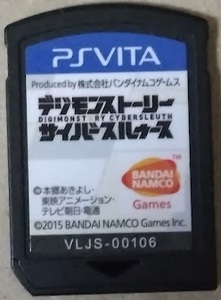 PSVITA
Produced by 株式会社バンダイナムコゲームス
デジモンストーリー
DIGIMONST RY CYBERSLEUTH
サイバースルゥース
BANDAI
NAMCO
Games
©本郷あきよし・
東映アニメーション・
テレビ朝日・電通
©2015 BANDAI NAMCO Games Inc.
VLJS-00106